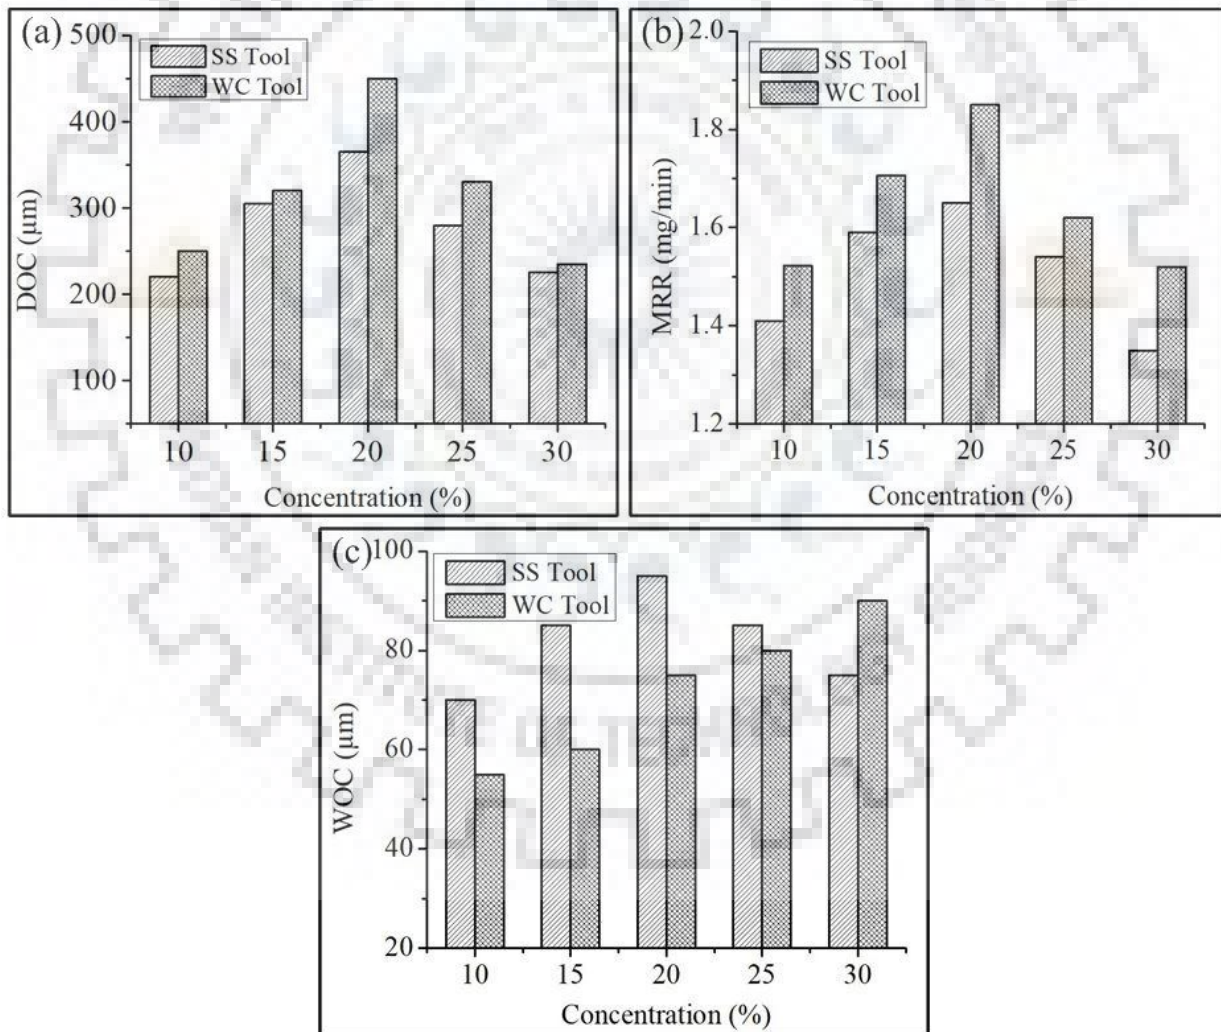 (a)
500
400
300
200
100
DOC (μm)
SS Tool
WC Tool
10 15 20 25 30
Concentration (%)
(b)
2.0
1.8
1.6
1.4
1.2
MRR (mg/min)
SS Tool
WC Tool
10 15 20 25 30
Concentration (%)
(c)
100
80
60
40
20
WOC (μm)
SS Tool
WC Tool
10 15 20 25 30
Concentration (%)